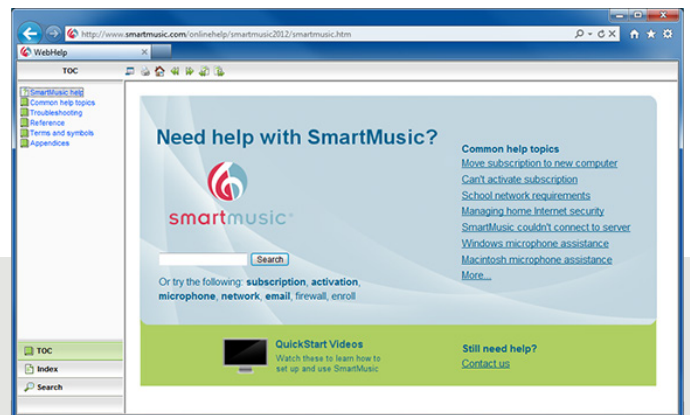 http://www.smartmusic.com/onlinehelp/smartmusic2012/smartmusic.htm
WebHelp
TOC
SmartMusic help
Common help topics
Troubleshooting
Reference
Terms and symbols
Appendices
TOC
Index
Search
Need help with SmartMusic?
smartmusic
Search
Or try the following: subscription, activation,
microphone, network, email, firewall, enroll
Common help topics
Move subscription to new computer
Can't activate subscription
School network requirements
Managing home Internet security
SmartMusic couldn't connect to server
Windows microphone assistance
Macintosh microphone assistance
More...
QuickStart Videos
Watch these to learn how to
set up and use SmartMusic
Still need help?
Contact us